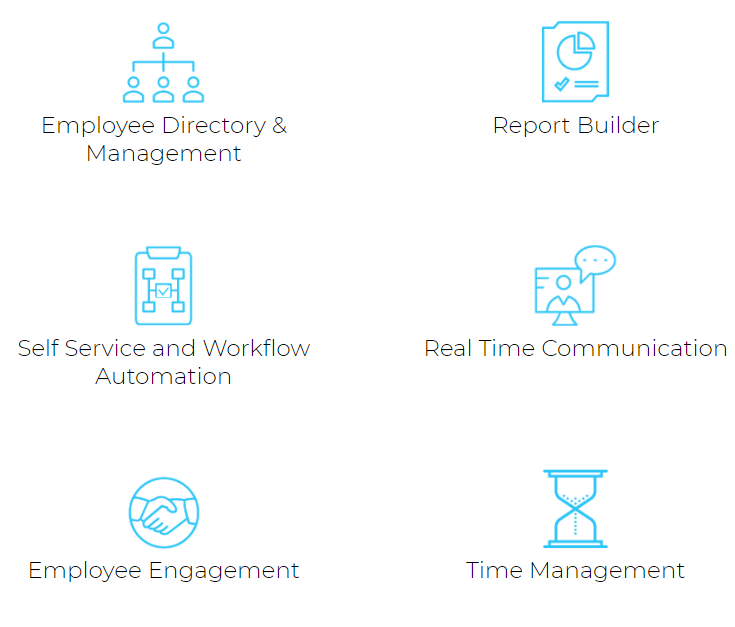 Employee Directory &
Management
Report Builder
Self Service and Workflow
Automation
Real Time Communication
Employee Engagement
Time Management